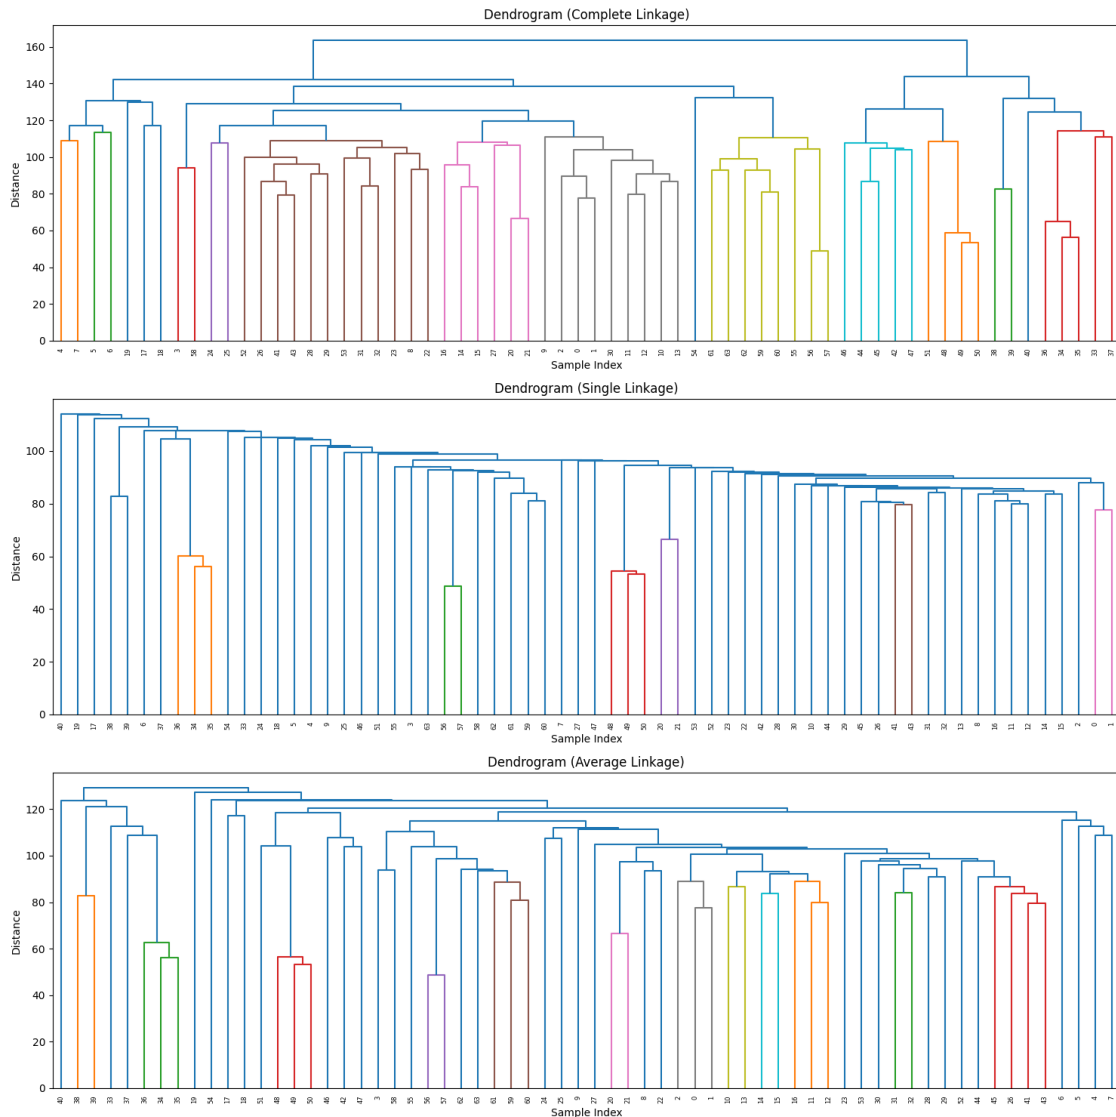 Dendrogram (Complete Linkage)
160
140
120
100
80
60
40
20
0
Distance
4 7 5 6 19 17 18 3 58 24 25 52 26 41 43 28 29 53 31 32 23 8 22 16 14 15 27 20 21 9 2 0 1 30 11 12 10 13 54 61 63 62 59 60 55 56 57 46 44 45 42 47 51 48 49 50 38 39 40 36 34 35 33 37
Sample Index
Dendrogram (Single Linkage)
100
80
60
40
20
0
Distance
40 19 17 38 39 6 37 36 34 35 54 33 24 18 5 4 9 25 46 51 55 3 63 56 57 58 62 61 59 60 7 27 47 48 49 50 20 21 53 52 23 22 42 28 30 10 44 29 45 26 41 43 31 32 13 8 16 11 12 14 15 2 0 1
Sample Index
Dendrogram (Average Linkage)
120
100
80
60
40
20
0
Distance
40 38 39 33 37 36 34 35 19 54 17 18 51 48 49 50 46 42 47 3 58 55 56 57 62 63 61 59 60 24 25 9 27 20 21 8 22 2 0 1 10 13 14 15 16 11 12 23 53 30 31 32 28 29 52 44 45 26 41 43 6 5 4 7
Sample Index